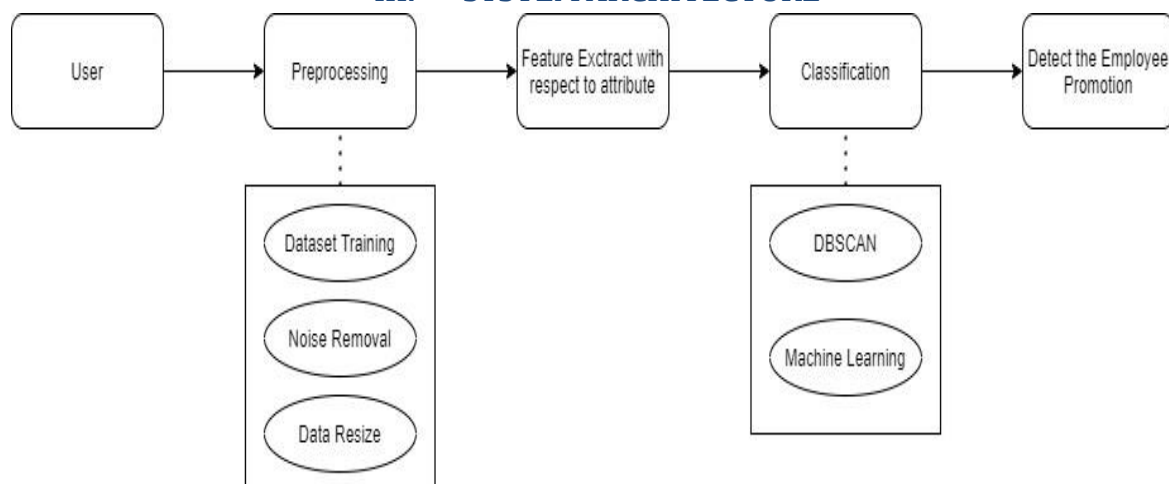 User
Preprocessing
Feature Exctract with
respect to attribute
Classification
Detect the Employee
Promotion
Dataset Training
Noise Removal
Data Resize
DBSCAN
Machine Learning